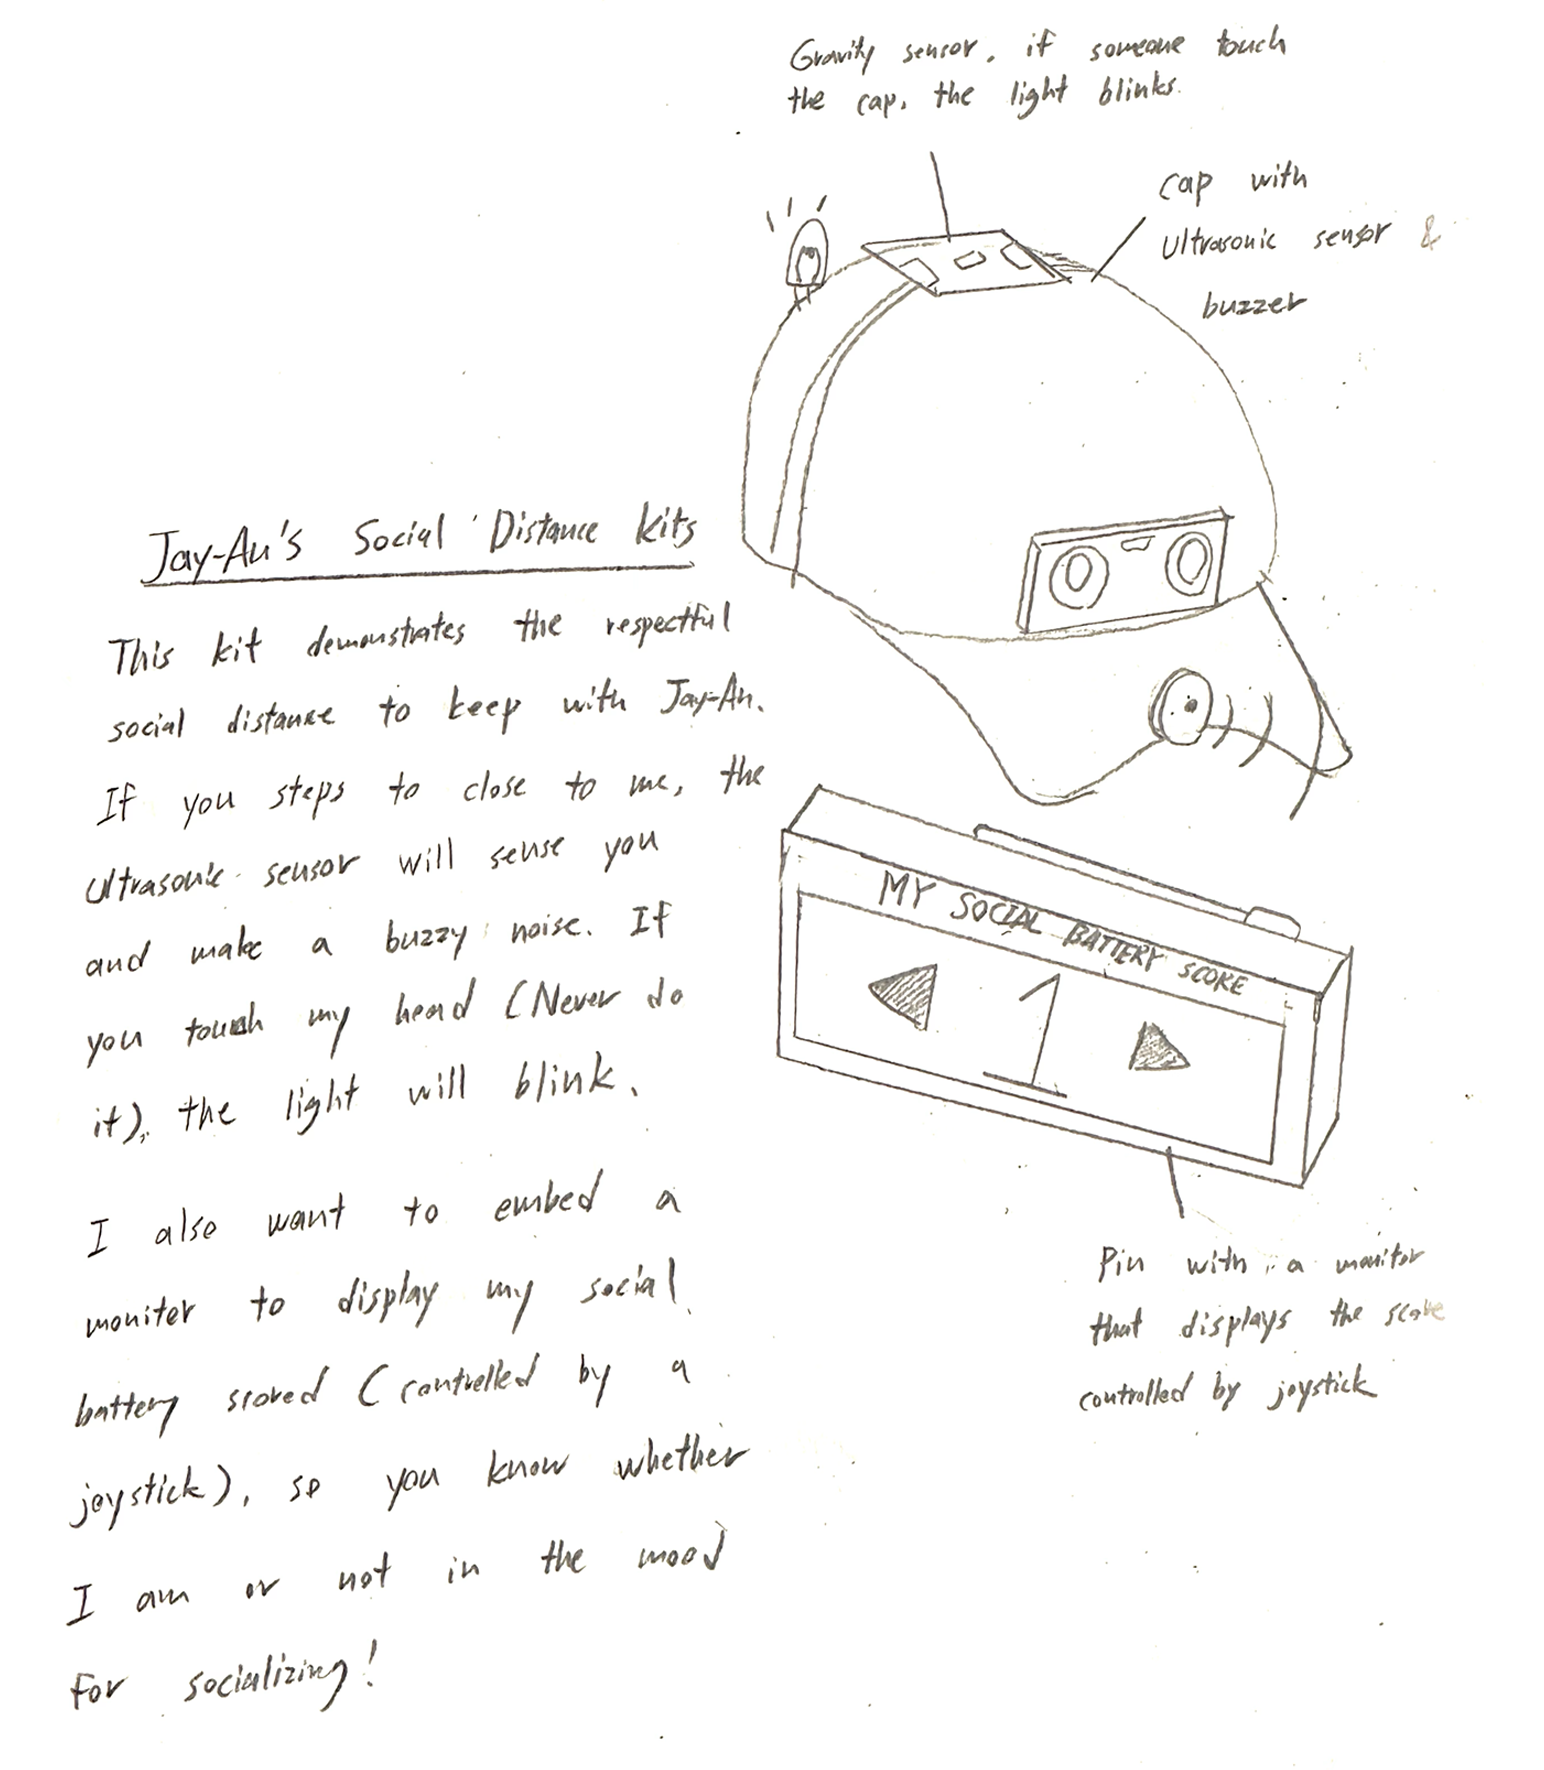 Gravity sensor, if someone touch
the cap, the light blinks.
cap with
ultrasonic sensor &
buzzer
Jay-An's Social Distance kits
This kit demonstrates the respectful
social distance to keep with Jay-An.
If you steps to close to me, the
ultrasonic sensor will sense you
and make a buzzy noise. If
you touch my head (Never do
it), the light will blink.
I also want to embed a
moniter to display my social
battery scored (controlled by a
joystick), so you know whether
I am or not in the mood
for socializing!
MY SOCIAL BATTERY SCORE
1
Pin with a monitor
that displays the score
controlled by joystick